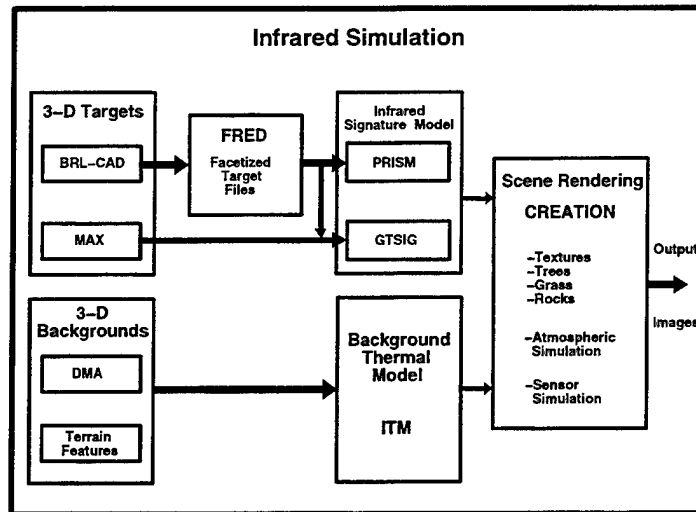 Infrared Simulation
3-D Targets
BRL-CAD
MAX
FRED
Facetized
Target
Files
Infrared
Signature Model
PRISM
GTSIG
3-D
Backgrounds
DMA
Terrain
Features
Background
Thermal
Model
ITM
Scene Rendering
CREATION
-Textures
-Trees
-Grass
-Rocks
-Atmospheric
Simulation
-Sensor
Simulation
Output
Images